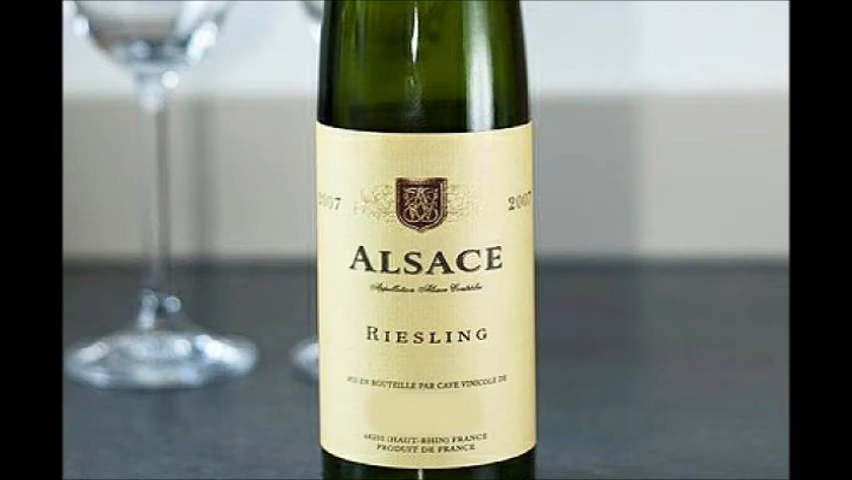 2007 2007
ALSACE
Appellation Alsace Contrôlée
RIESLING
MIS EN BOUTEILLE PAR CAVE VINICOLE DE
(HAUT-RHIN) FRANCE
PRODUIT DE FRANCE